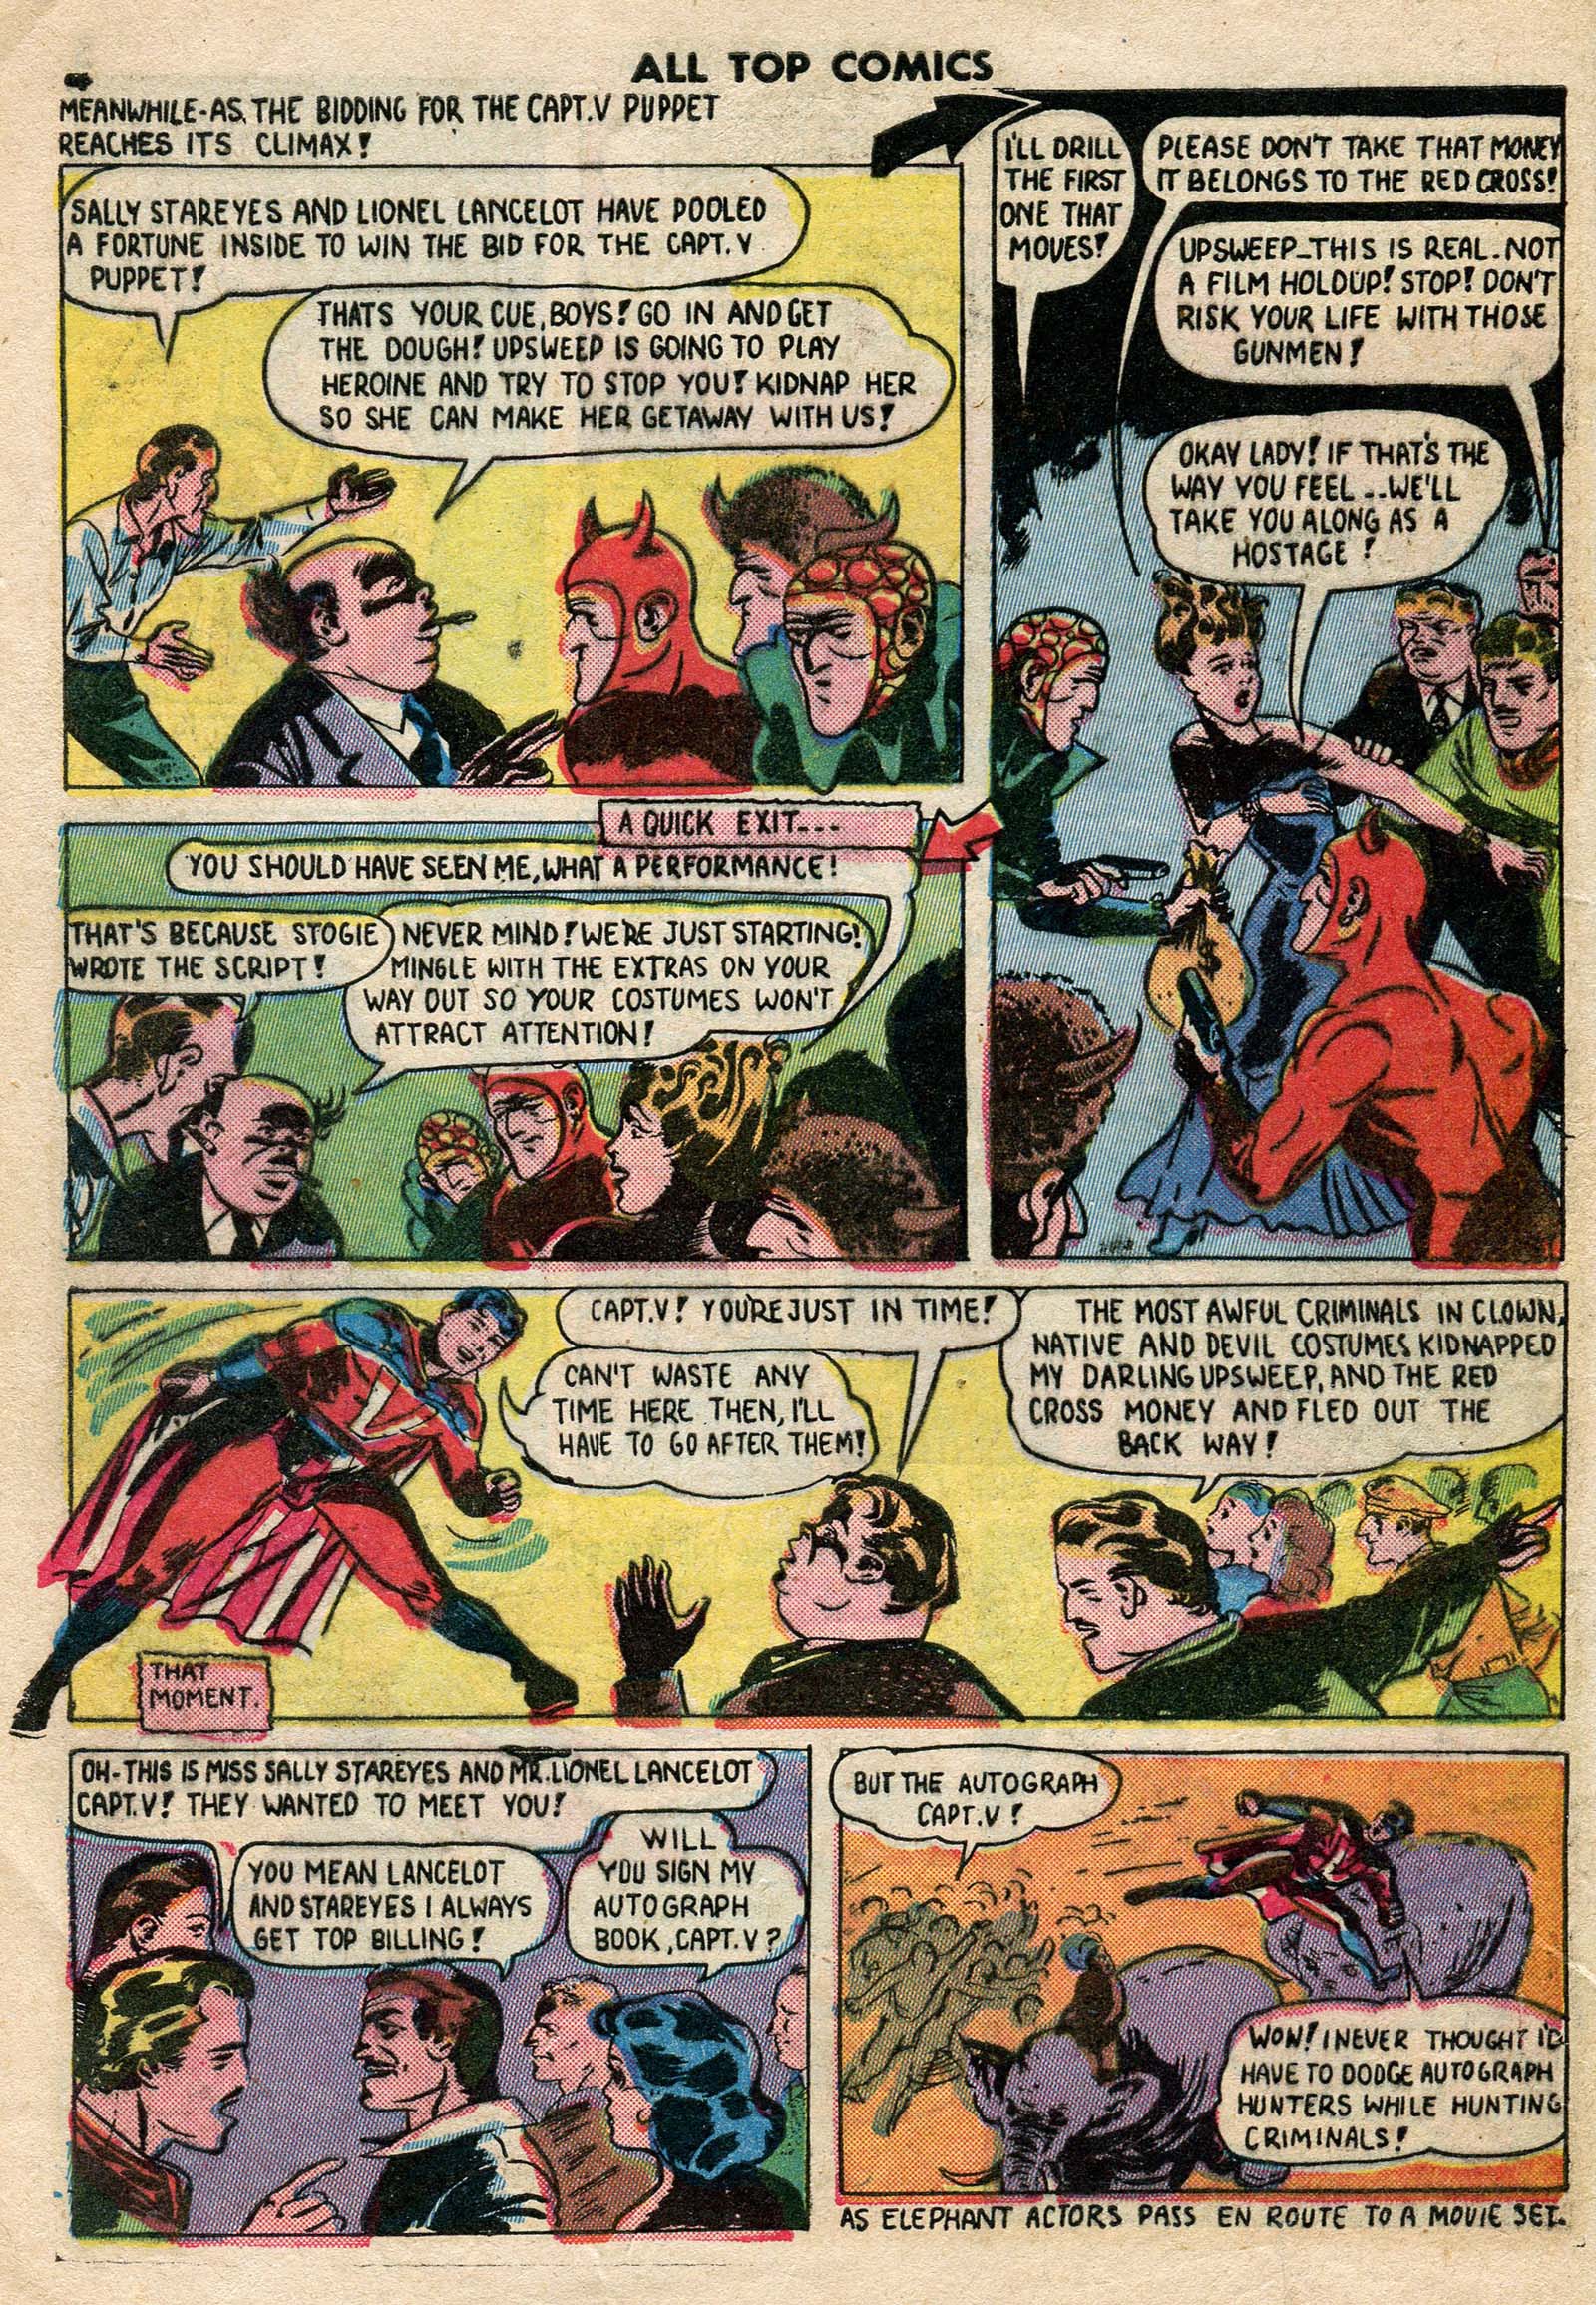 ALL TOP COMICS
MEANWHILE-AS THE BIDDING FOR THE CAPT.V PUPPET
REACHES ITS CLIMAX!
SALLY STAREYES AND LIONEL LANCELOT HAVE POOLED
A FORTUNE INSIDE TO WIN THE BID FOR THE CAPT.V
PUPPET!
THATS YOUR CUE, BOYS! GO IN AND GET
THE DOUGH! UPSWEEP IS GOING TO PLAY
HEROINE AND TRY TO STOP YOU! KIDNAP HER
SO SHE CAN MAKE HER GETAWAY WITH US!
I'LL DRILL
THE FIRST
ONE THAT
MOVES!
PLEASE DON'T TAKE THAT MONEY
IT BELONGS TO THE RED CROSS!
UPSWEEP_THIS IS REAL_NOT
A FILM HOLDUP! STOP! DON'T
RISK YOUR LIFE WITH THOSE
GUNMEN!
OKAY LADY! IF THAT'S THE
WAY YOU FEEL ..WE'LL
TAKE YOU ALONG AS A
HOSTAGE!
$
A QUICK EXIT...
YOU SHOULD HAVE SEEN ME, WHAT A PERFORMANCE!
THAT'S BECAUSE STOGIE
WROTE THE SCRIPT!
NEVER MIND! WE'RE JUST STARTING!
MINGLE WITH THE EXTRAS ON YOUR
WAY OUT SO YOUR COSTUMES WON'T
ATTRACT ATTENTION!
V
THAT
MOMENT.
CAPT.V! YOU'RE JUST IN TIME!
CAN'T WASTE ANY
TIME HERE THEN, I'LL
HAVE TO GO AFTER THEM!
THE MOST AWFUL CRIMINALS IN CLOWN,
NATIVE AND DEVIL COSTUMES KIDNAPPED
MY DARLING UPSWEEP, AND THE RED
CROSS MONEY AND FLED OUT THE
BACK WAY!
OH-THIS IS MISS SALLY STAREYES AND MR. LIONEL LANCELOT
CAPT.V! THEY WANTED TO MEET YOU!
YOU MEAN LANCELOT
AND STAREYES I ALWAYS
GET TOP BILLING!
WILL
YOU SIGN MY
AUTOGRAPH
BOOK, CAPT.V?
BUT THE AUTOGRAPH
CAPT.V!
WOW! I NEVER THOUGHT I'D
HAVE TO DODGE AUTOGRAPH
HUNTERS WHILE HUNTING
CRIMINALS!
AS ELEPHANT ACTORS PASS EN ROUTE TO A MOVIE SET.